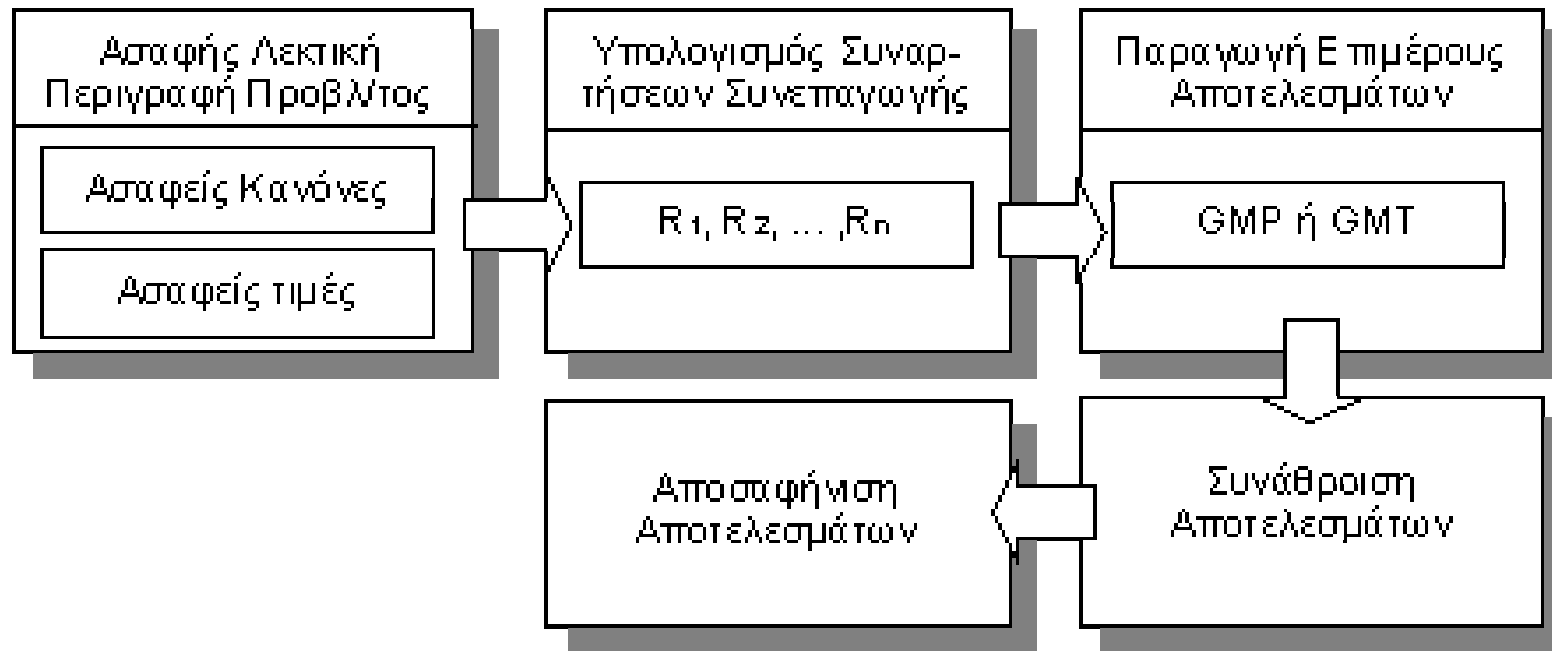 Ασαφής Λεκτική
Περιγραφή Προβλ/τος
Ασαφείς Κανόνες
Ασαφείς τιμές
Υπολογισμός Συναρ-
τήσεων Συνεπαγωγής
R1, R2, ... ,Rn
Παραγωγή Επιμέρους
Αποτελεσμάτων
GMP ή GMT
Συνάθροιση
Αποτελεσμάτων
Αποσαφήνιση
Αποτελεσμάτων